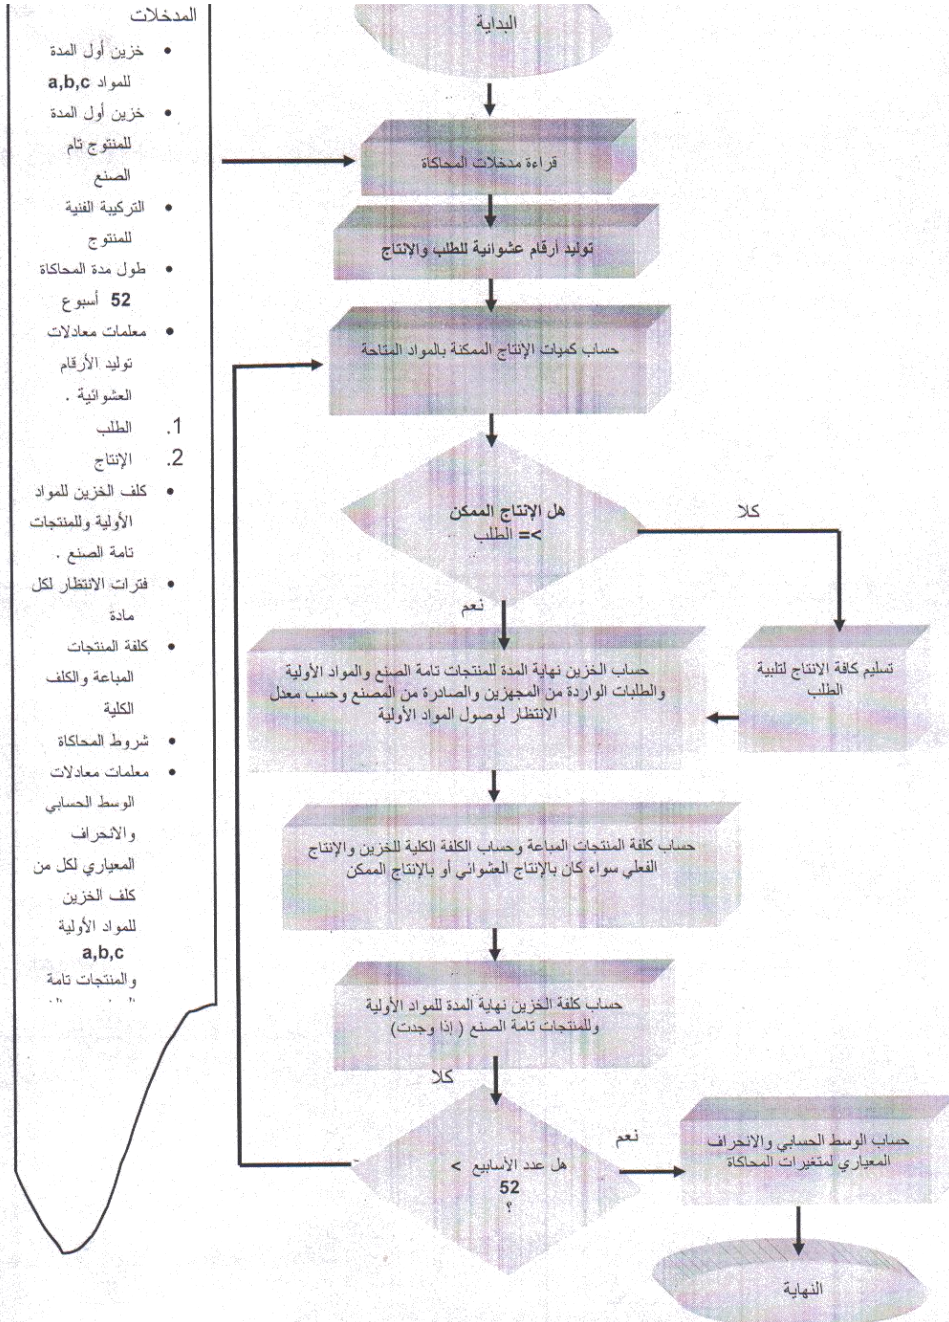 المدخلات
• خزين أول المدة
للمواد a,b,c
• خزين أول المدة
للمنتوج تام
الصنع
• التركيبة الفنية
للمنتوج
• طول مدة المحاكاة
52 أسبوع
• معلمات معادلات
توليد الأرقام
العشوائية .
1. الطلب
2. الإنتاج
• كلف الخزين للمواد
الأولية وللمنتجات
تامة الصنع .
• فترات الانتظار لكل
مادة
• كلفة المنتجات
المباعة والكلف
الكلية
• شروط المحاكاة
• معلمات معادلات
الوسط الحسابي
والانحراف
المعياري لكل من
كلف الخزين
للمواد الأولية
a,b,c
والمنتجات تامة
البداية
قراءة مدخلات المحاكاة
توليد ارقام عشوائية للطلب والإنتاج
حساب كميات الإنتاج الممكنة بالمواد المتاحة
هل الإنتاج الممكن
>= الطلب
كلا
نعم
تسليم كافة الانتاج لتلبية
الطلب
حساب الخزين نهاية المدة للمنتجات تامة الصنع والمواد الأولية
والطلبات الواردة من المجهزين والصادرة من المصنع وحسب معدل
الانتظار لوصول المواد الأولية
حساب كلفة المنتجات المباعة وحساب الكلفة الكلية للخزين والإنتاج
الفعلي سواء كان بالإنتاج العشوائي أو بالإنتاج الممكن
حساب كلفة الخزين نهاية المدة للمواد الأولية
وللمنتجات تامة الصنع ( إذا وجدت)
كلا
هل عدد الأسابيع >
52
؟
نعم
حساب الوسط الحسابي والانحراف
المعياري لمتغيرات المحاكاة
النهاية